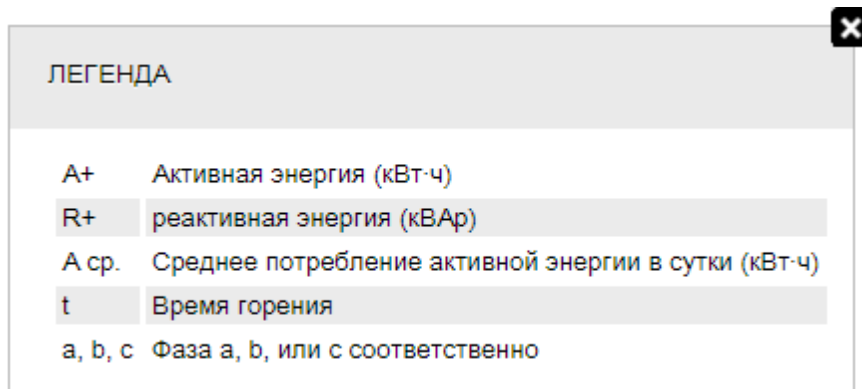 ЛЕГЕНДА
A+ Активная энергия (кВт·ч)
R+ реактивная энергия (кВАр)
А ср. Среднее потребление активной энергии в сутки (кВт·ч)
t Время горения
a, b, c Фаза a, b, или c соответственно